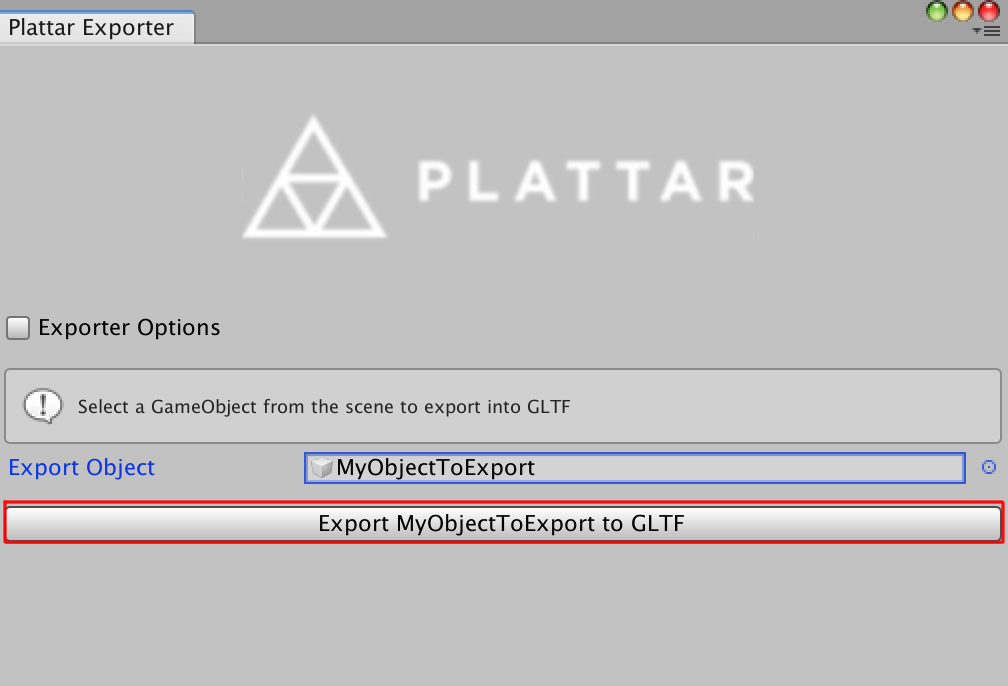 Plattar Exporter
PLATTAR
Exporter Options
Select a GameObject from the scene to export into GLTF
Export Object
MyObjectToExport
Export MyObjectToExport to GLTF